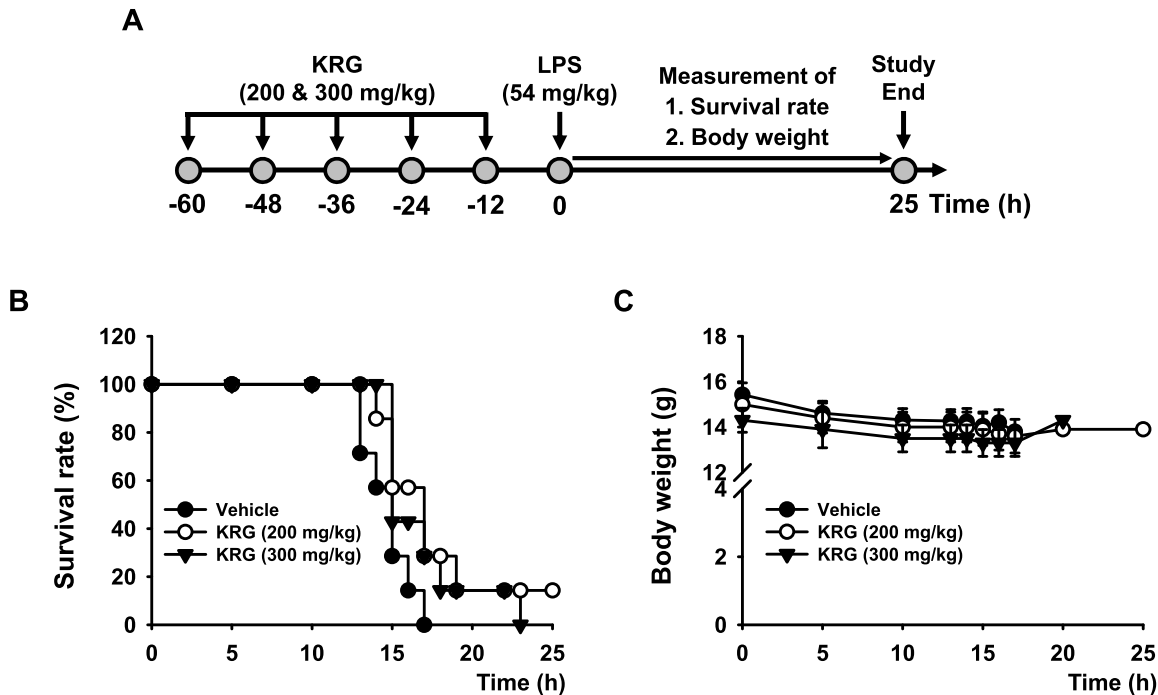 A
KRG
(200 & 300 mg/kg)
LPS
(54 mg/kg)
Measurement of
1. Survival rate
2. Body weight
Study
End
-60 -48 -36 -24 -12 0 25 Time (h)
B
Survival rate (%)
120
100
80
60
40
20
0
Vehicle
KRG (200 mg/kg)
KRG (300 mg/kg)
0 5 10 15 20 25
Time (h)
C
Body weight (g)
18
16
14
12
4
2
0
Vehicle
KRG (200 mg/kg)
KRG (300 mg/kg)
0 5 10 15 20 25
Time (h)